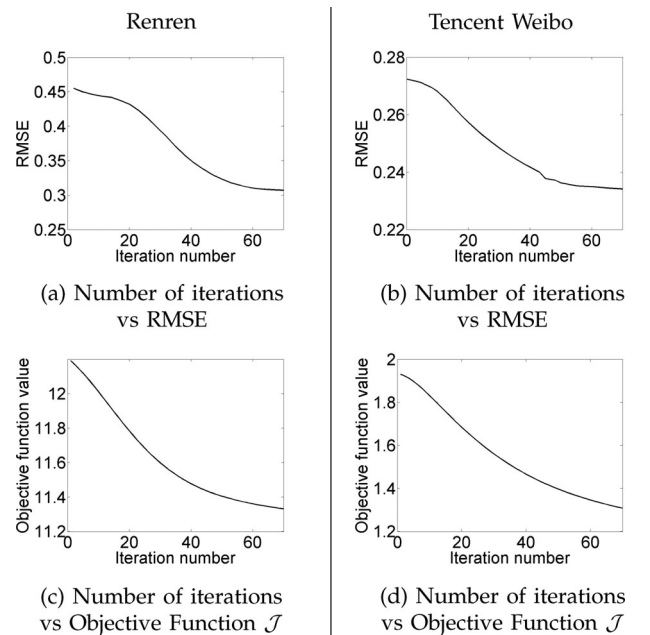 Renren
Tencent Weibo
0.5
0.45
0.4
0.35
0.3
0.25
RMSE
0
20
40
60
Iteration number
(a) Number of iterations
vs RMSE
0.28
0.26
0.24
0.22
RMSE
0
20
40
60
Iteration number
(b) Number of iterations
vs RMSE
12
11.8
11.6
11.4
11.2
Objective function value
0
20
40
60
Iteration number
(c) Number of iterations
vs Objective Function 𝒥
2
1.8
1.6
1.4
1.2
Objective function value
0
20
40
60
Iteration number
(d) Number of iterations
vs Objective Function 𝒥